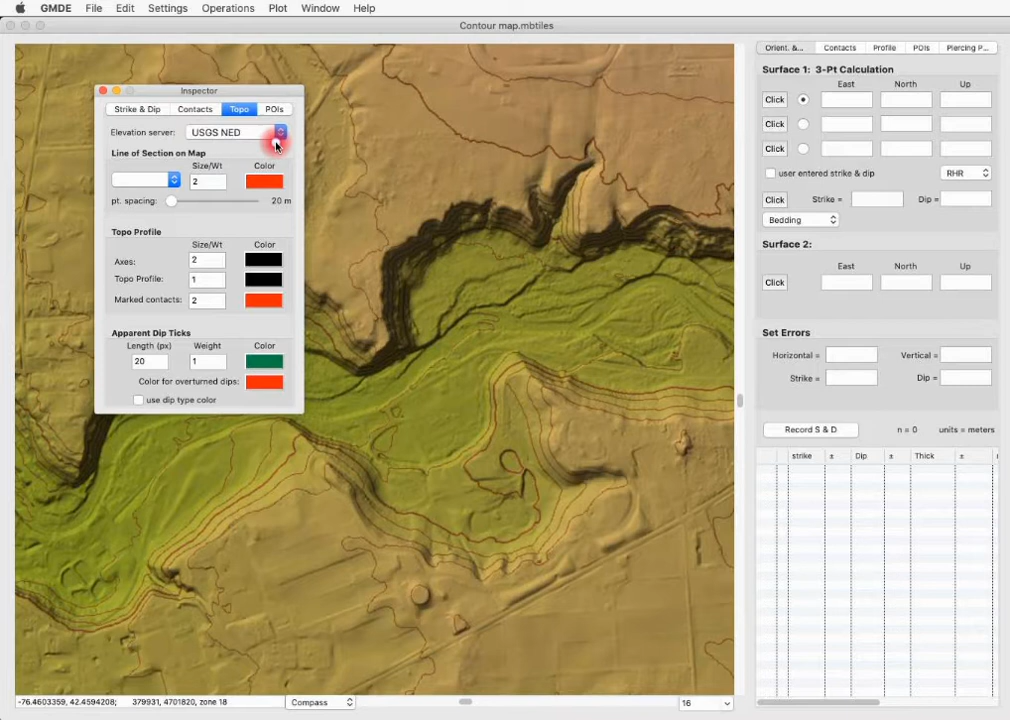 GMDE File Edit Settings Operations Plot Window Help
Contour map.mbtiles
Inspector
Strike & Dip Contacts Topo POIs
Elevation server: USGS NED
Line of Section on Map
Size/Wt Color
2
pt. spacing: 20 m
Topo Profile
Size/Wt Color
Axes: 2
Topo Profile: 1
Marked contacts: 2
Apparent Dip Ticks
Length (px) Weight Color
20 1
Color for overturned dips:
use dip type color
Orient. &... Contacts Profile POIs Piercing P...
Surface 1: 3-Pt Calculation
East North Up
Click
Click
Click
user entered strike & dip RHR
Click Strike = Dip =
Bedding
Surface 2:
East North Up
Click
Set Errors
Horizontal = Vertical =
Strike = Dip =
Record S & D n = 0 units = meters
strike ± Dip ± Thick ±
-76.4603359, 42.4594208; 379931, 4701820, zone 18 Compass 16